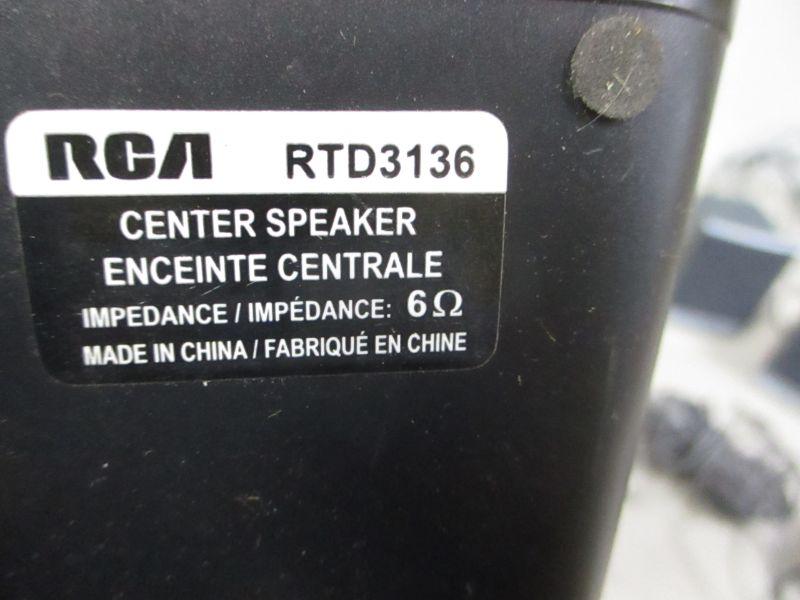 RCA RTD3136
CENTER SPEAKER
ENCEINTE CENTRALE
IMPEDANCE / IMPÉDANCE: 6Ω
MADE IN CHINA / FABRIQUÉ EN CHINE